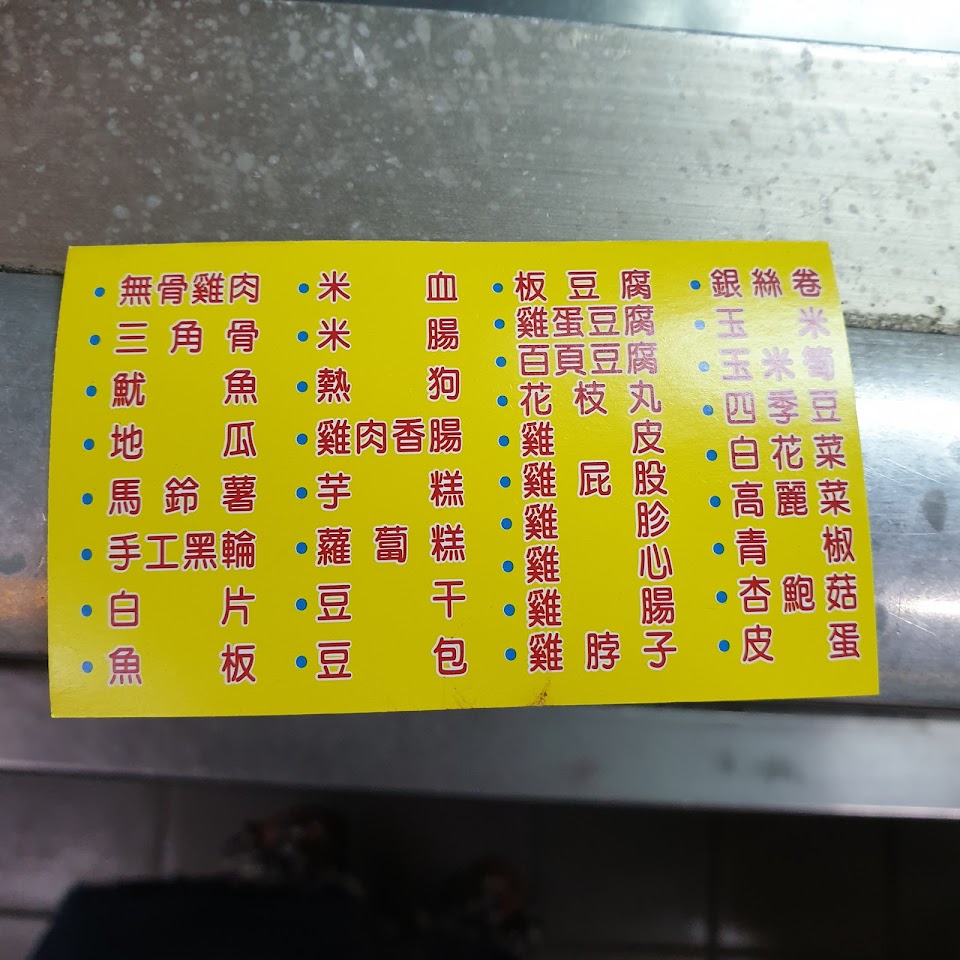 無骨雞肉
三角骨
魷魚
地瓜
馬鈴薯
手工黑輪
白片
魚板
米血
米腸
熱狗
雞肉香腸
芋糕
蘿蔔糕
豆干
豆包
板豆腐
雞蛋豆腐
百頁豆腐
花枝丸
雞皮
雞屁股
雞胗
雞心
雞腸
雞脖子
銀絲卷
玉米
玉米筍
四季豆
白花菜
高麗菜
青椒
杏鮑菇
皮蛋